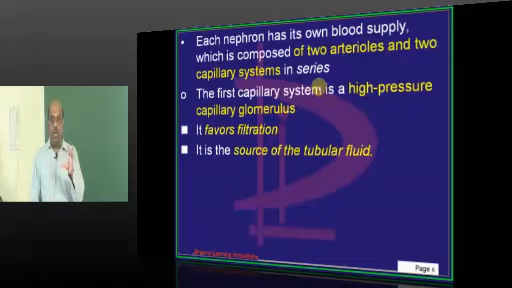 • Each nephron has its own blood supply,
which is composed of two arterioles and two
capillary systems in series
o The first capillary system is a high-pressure
capillary glomerulus
■ It favors filtration
■ It is the source of the tubular fluid.
Page 6